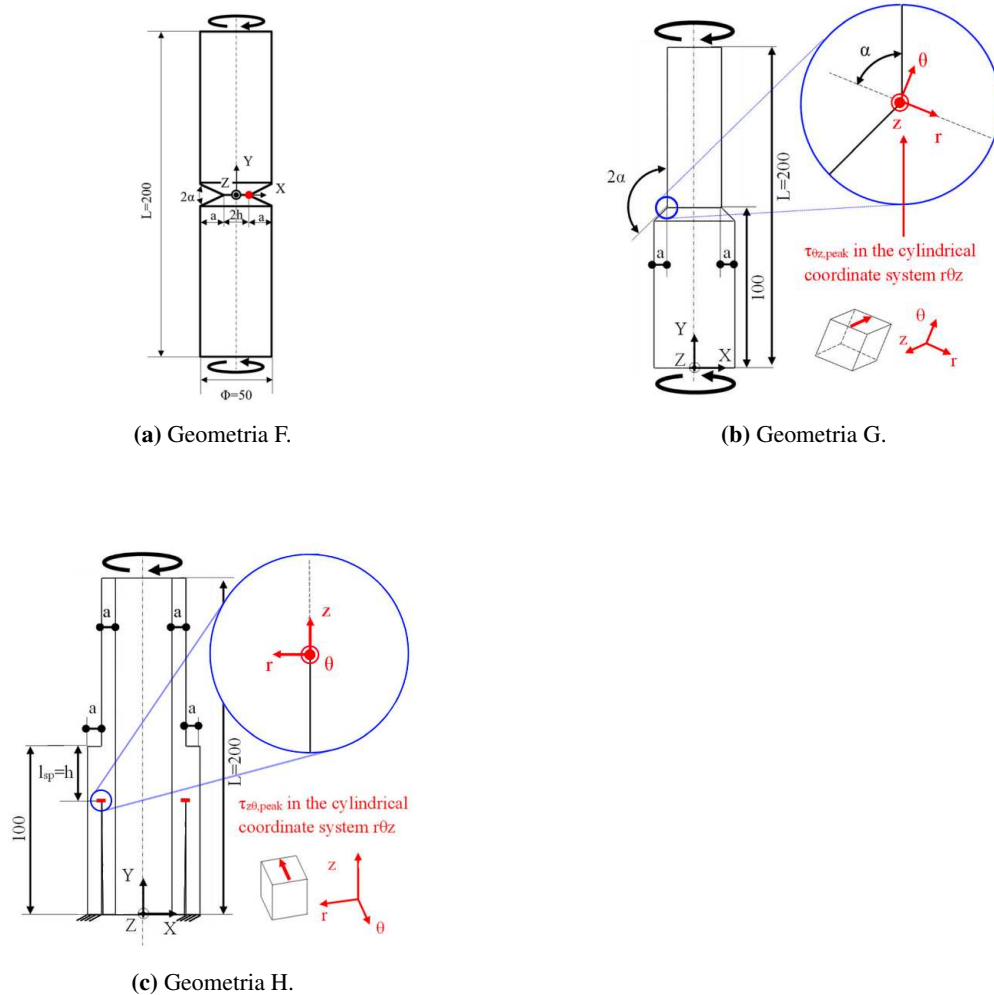 L=200
Y
Z
X
2α
a
2h
a
Φ=50
(a) Geometria F.
α
θ
z
r
2α
L=200
a
a
100
τθz,peak in the cylindrical
coordinate system rθz
Y
Z
X
θ
z
r
(b) Geometria G.
a
a
z
r
θ
a
a
lsp=h
L=200
100
τzθ,peak in the cylindrical
coordinate system rθz
Y
Z
X
z
r
θ
(c) Geometria H.